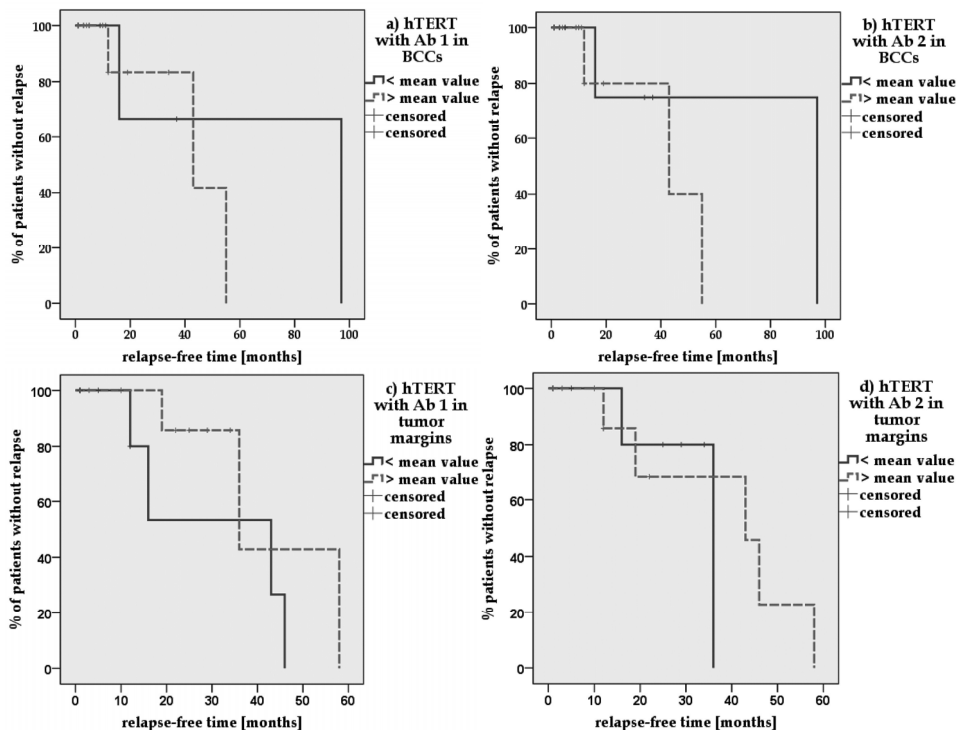 a) hTERT
with Ab 1 in
BCCs
< mean value
> mean value
censored
censored
% of patients without relapse
100
80
60
40
20
0
0 20 40 60 80 100
relapse-free time [months]
b) hTERT
with Ab 2 in
BCCs
< mean value
> mean value
censored
censored
% of patients without relapse
100
80
60
40
20
0
0 20 40 60 80 100
relapse-free time [months]
c) hTERT
with Ab 1 in
tumor
margins
< mean value
> mean value
censored
censored
% of patients without relapse
100
80
60
40
20
0
0 10 20 30 40 50 60
relapse-free time [months]
d) hTERT
with Ab 2 in
tumor
margins
< mean value
> mean value
censored
censored
% patients without relapse
100
80
60
40
20
0
0 10 20 30 40 50 60
relapse-free time [months]